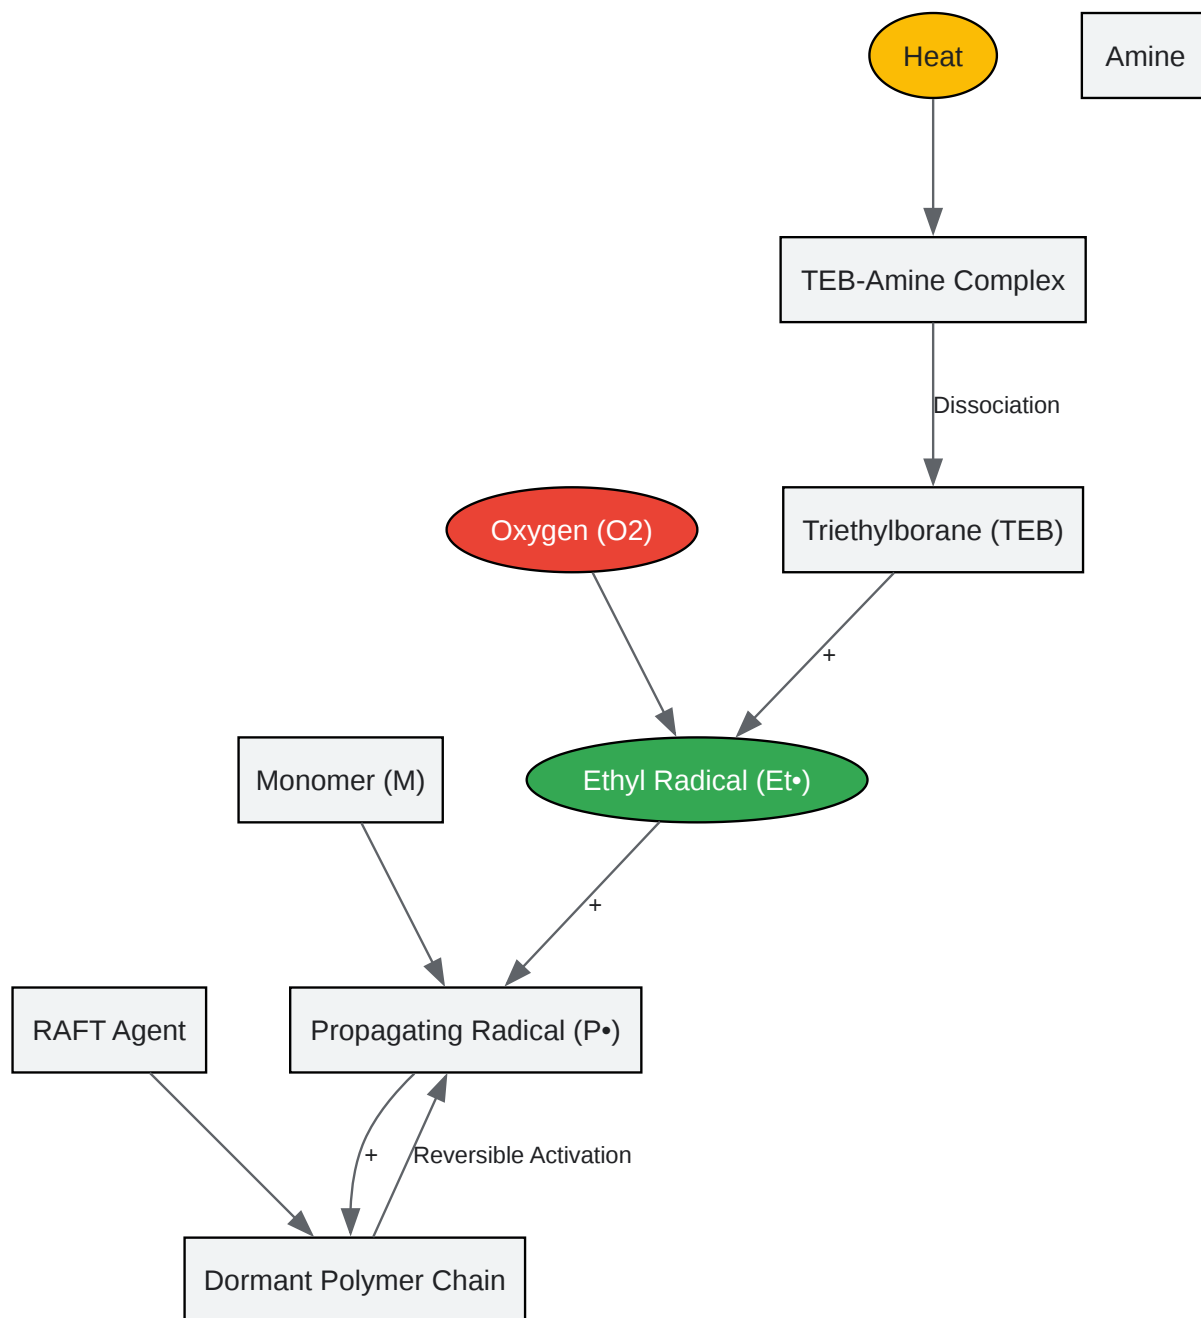 Heat
Amine
TEB-Amine Complex
Dissociation
Oxygen (O2)
Triethylborane (TEB)
+
Monomer (M)
Ethyl Radical (Et•)
+
RAFT Agent
Propagating Radical (P•)
+
Reversible Activation
Dormant Polymer Chain